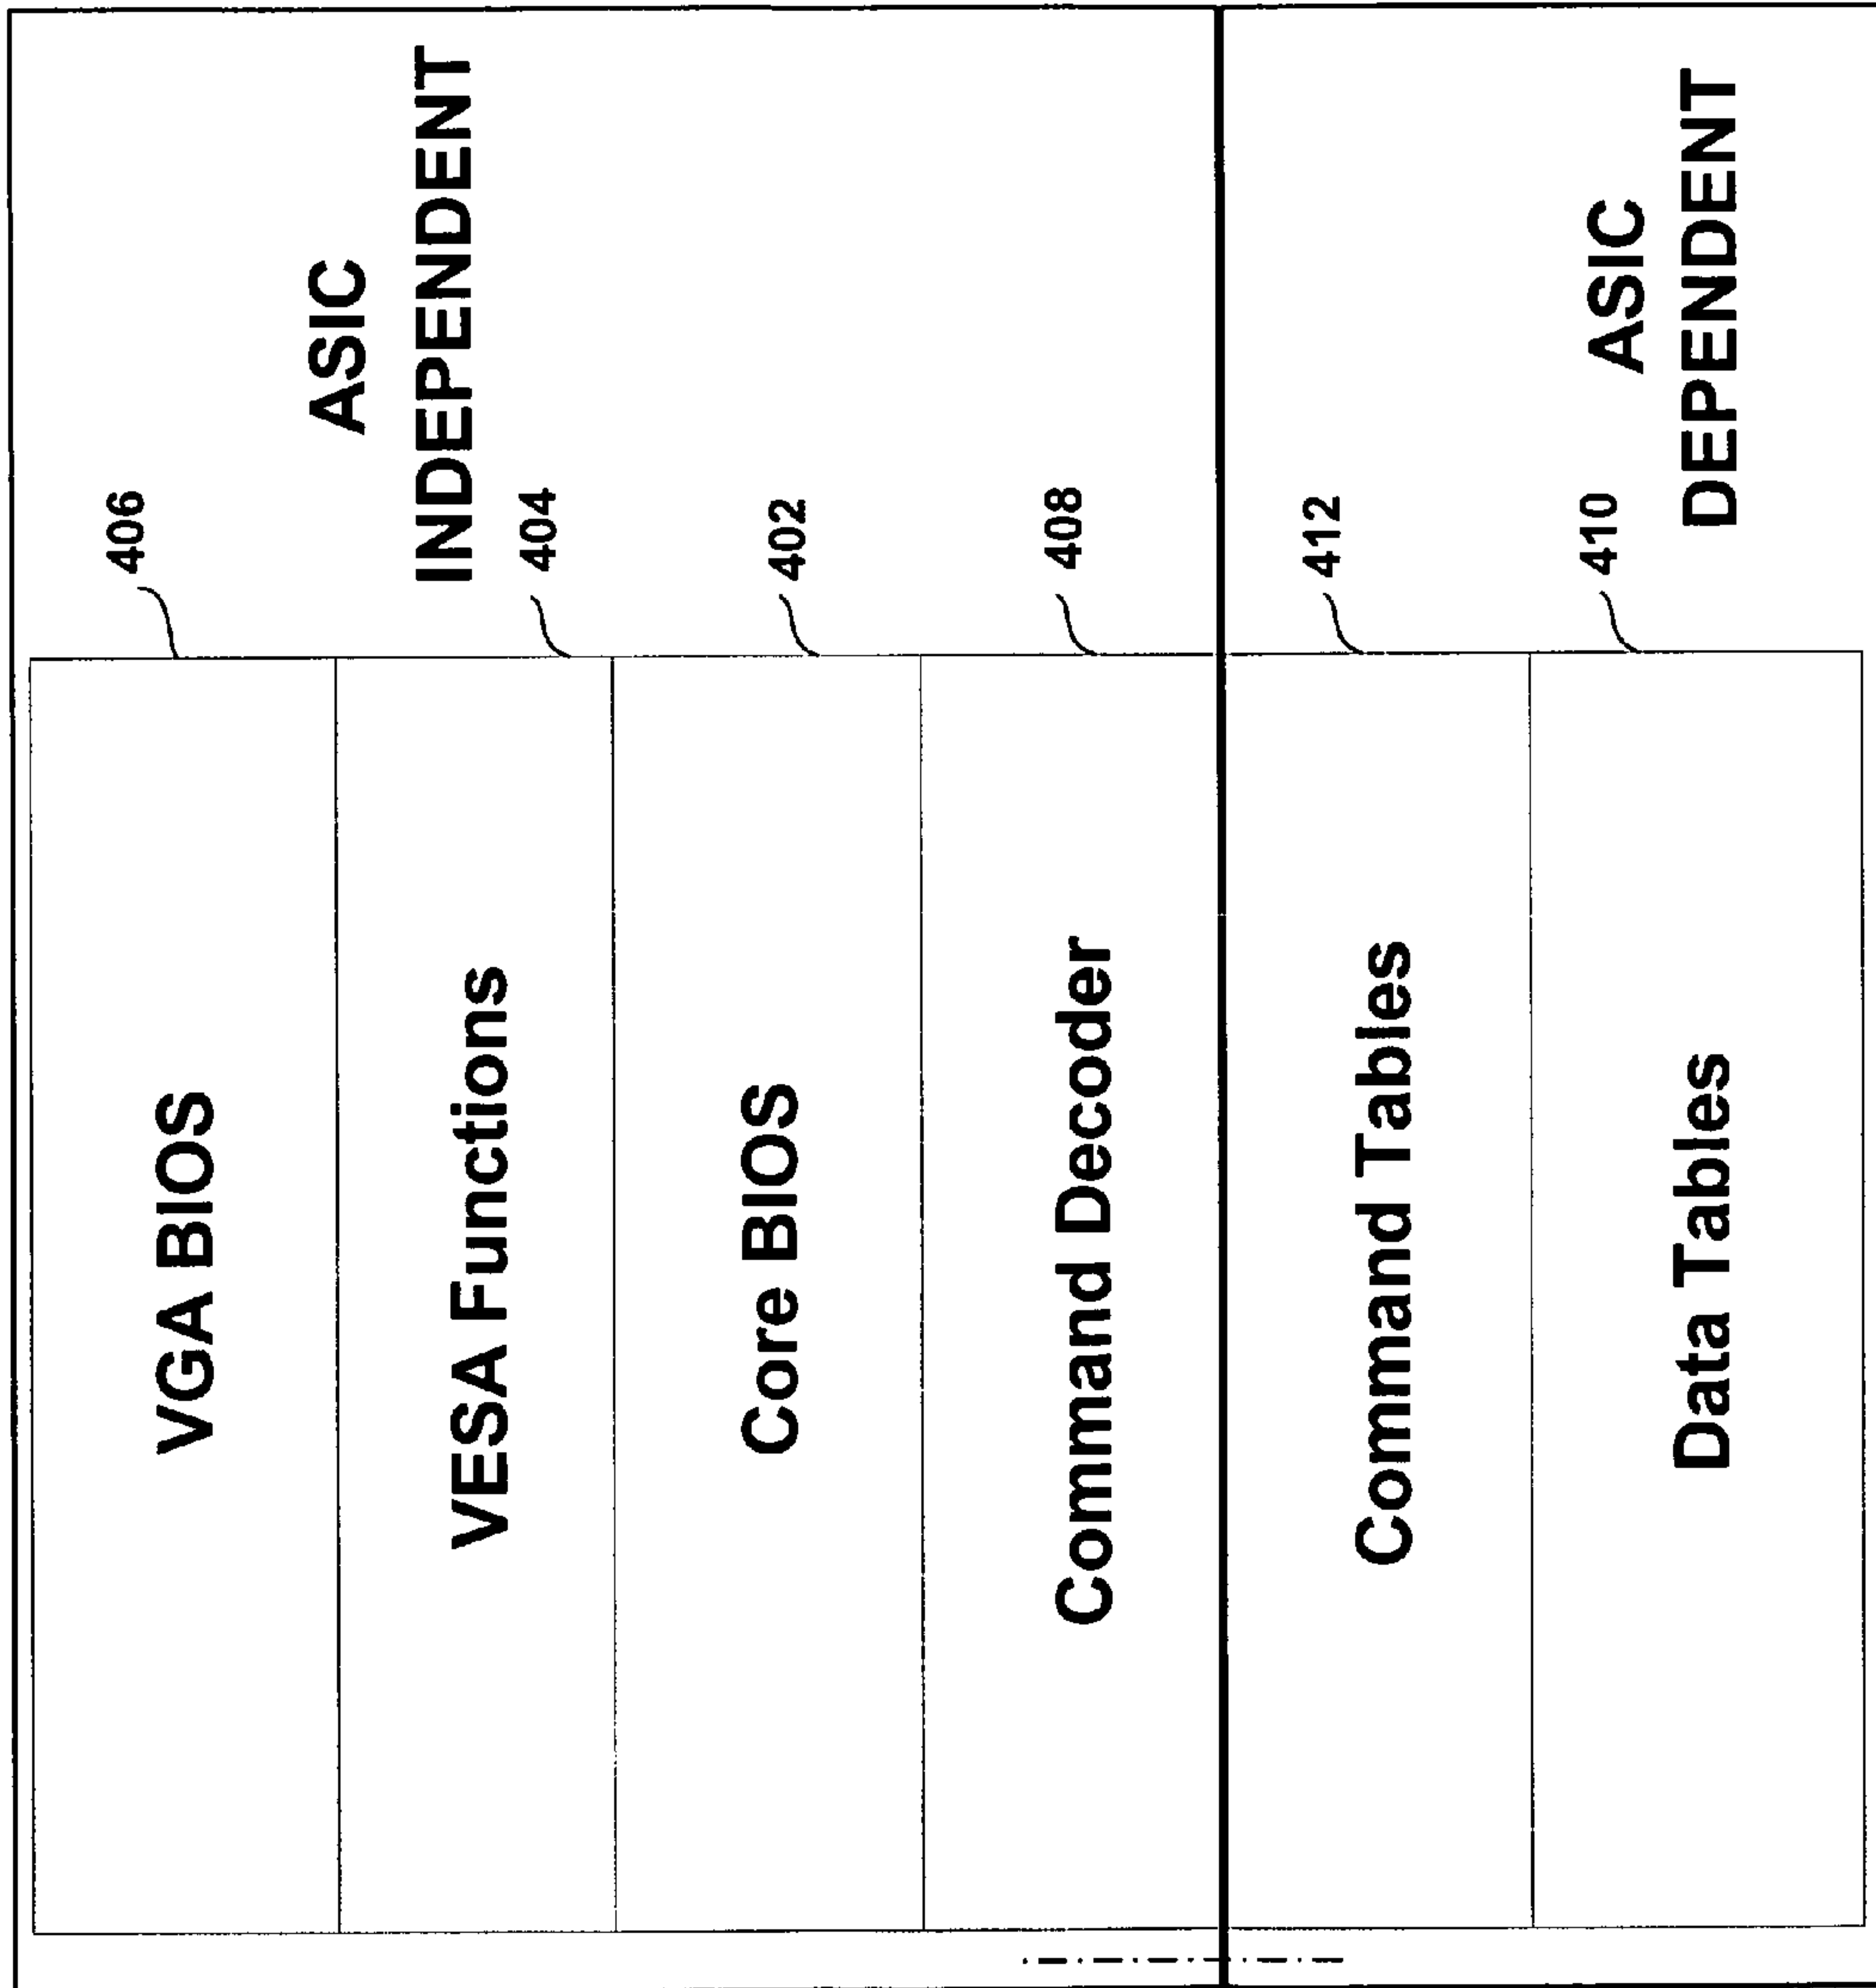 VGA BIOS
406
ASIC
INDEPENDENT
VESA Functions
404
Core BIOS
402
Command Decoder
408
Command Tables
412
ASIC
DEPENDENT
Data Tables
410